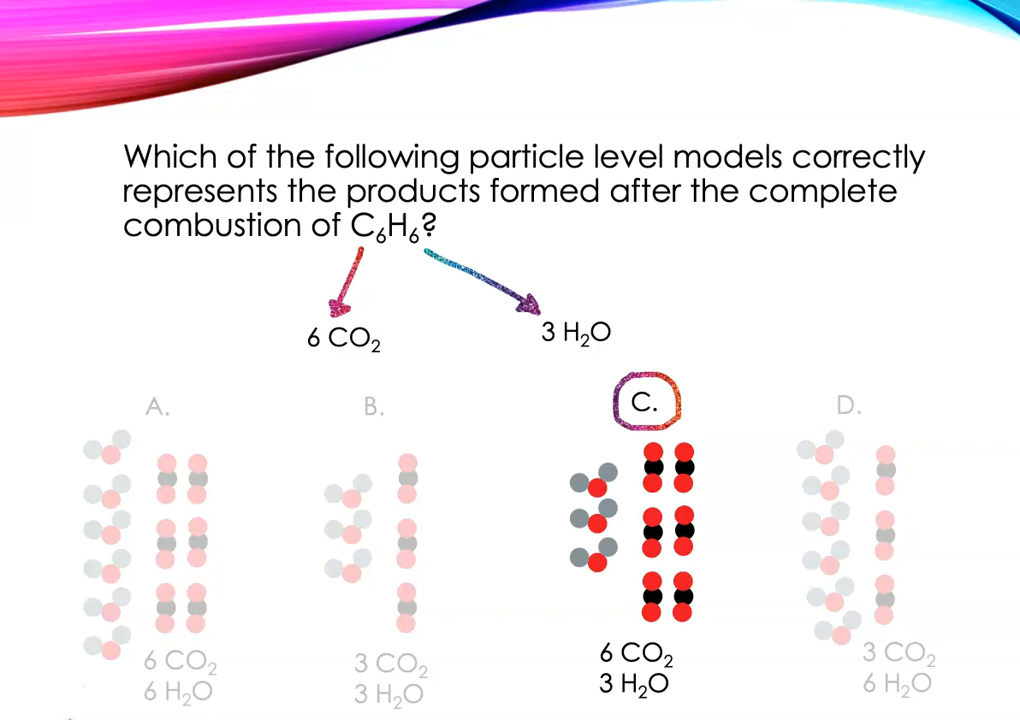 Which of the following particle level models correctly
represents the products formed after the complete
combustion of C₆H₆?
6 CO₂
3 H₂O
A.
B.
C.
D.
6 CO₂
6 H₂O
3 CO₂
3 H₂O
6 CO₂
3 H₂O
3 CO₂
6 H₂O